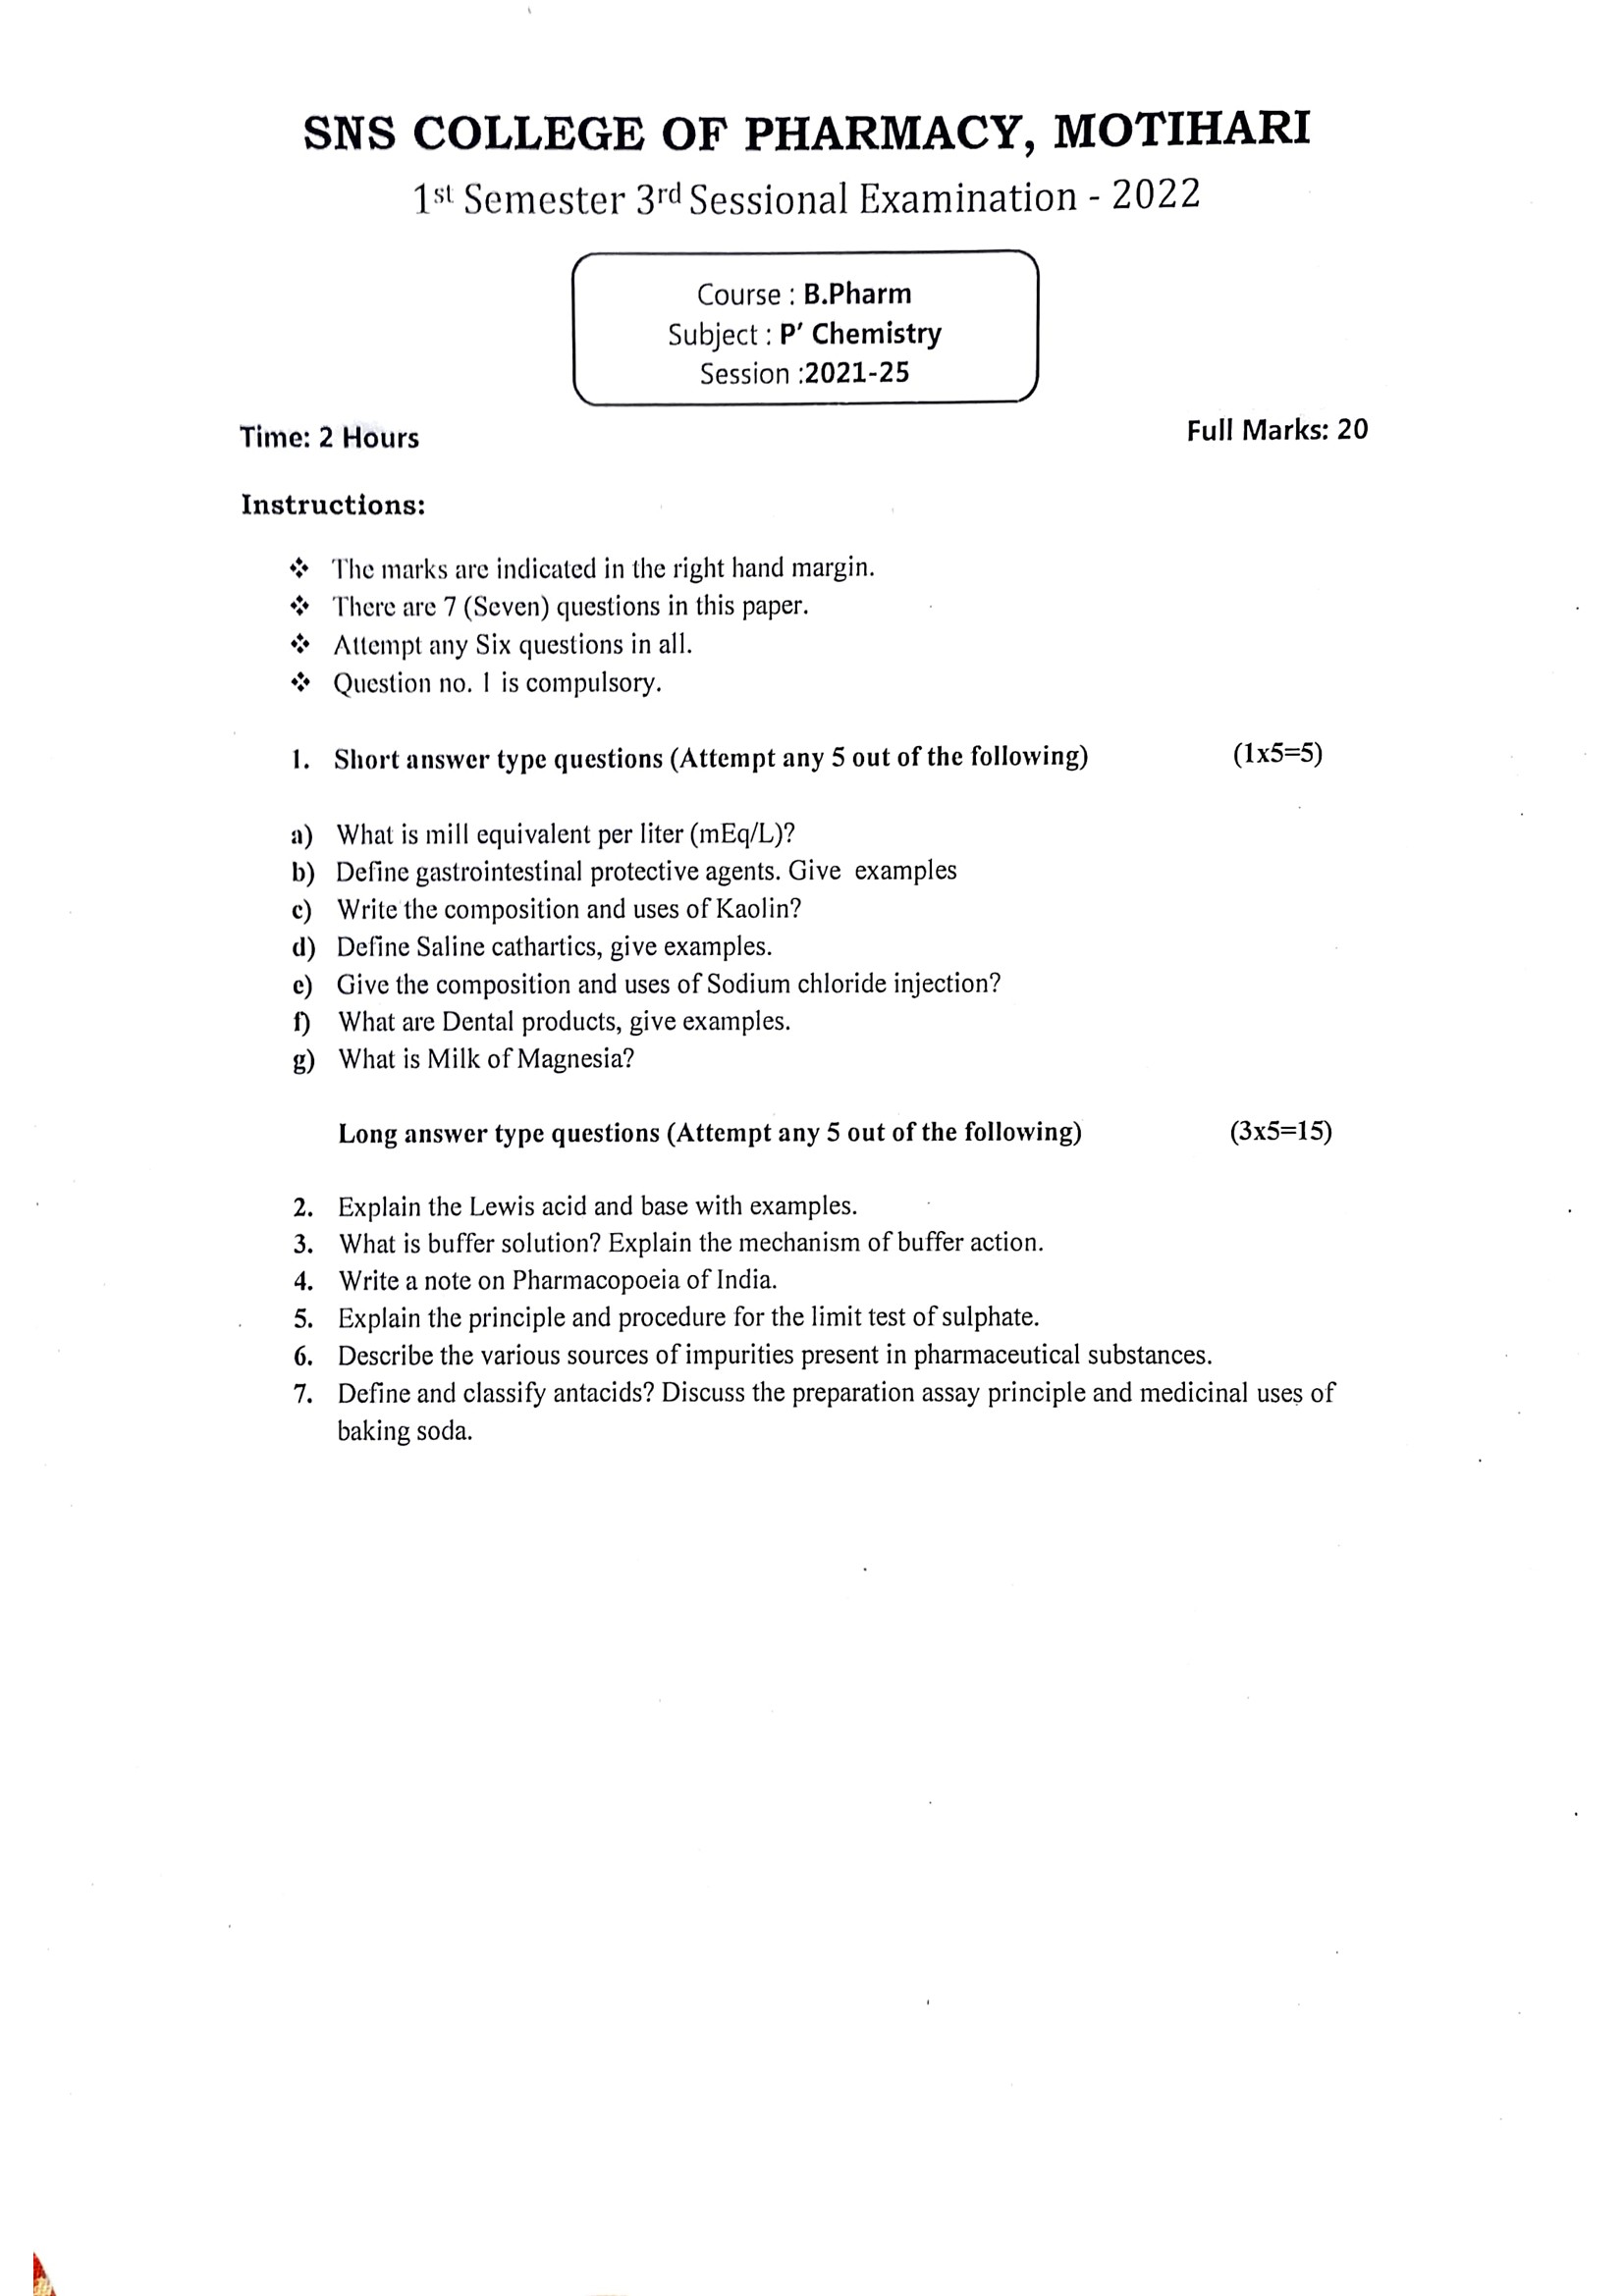 SNS COLLEGE OF PHARMACY, MOTIHARI
1st Semester 3rd Sessional Examination - 2022
Course : B.Pharm
Subject : P' Chemistry
Session :2021-25
Time: 2 Hours
Full Marks: 20
Instructions:
❖ The marks are indicated in the right hand margin.
❖ There are 7 (Seven) questions in this paper.
❖ Attempt any Six questions in all.
❖ Question no. 1 is compulsory.
1. Short answer type questions (Attempt any 5 out of the following) (1x5=5)
a) What is mill equivalent per liter (mEq/L)?
b) Define gastrointestinal protective agents. Give examples
c) Write the composition and uses of Kaolin?
d) Define Saline cathartics, give examples.
e) Give the composition and uses of Sodium chloride injection?
f) What are Dental products, give examples.
g) What is Milk of Magnesia?
Long answer type questions (Attempt any 5 out of the following) (3x5=15)
2. Explain the Lewis acid and base with examples.
3. What is buffer solution? Explain the mechanism of buffer action.
4. Write a note on Pharmacopoeia of India.
5. Explain the principle and procedure for the limit test of sulphate.
6. Describe the various sources of impurities present in pharmaceutical substances.
7. Define and classify antacids? Discuss the preparation assay principle and medicinal uses of
baking soda.